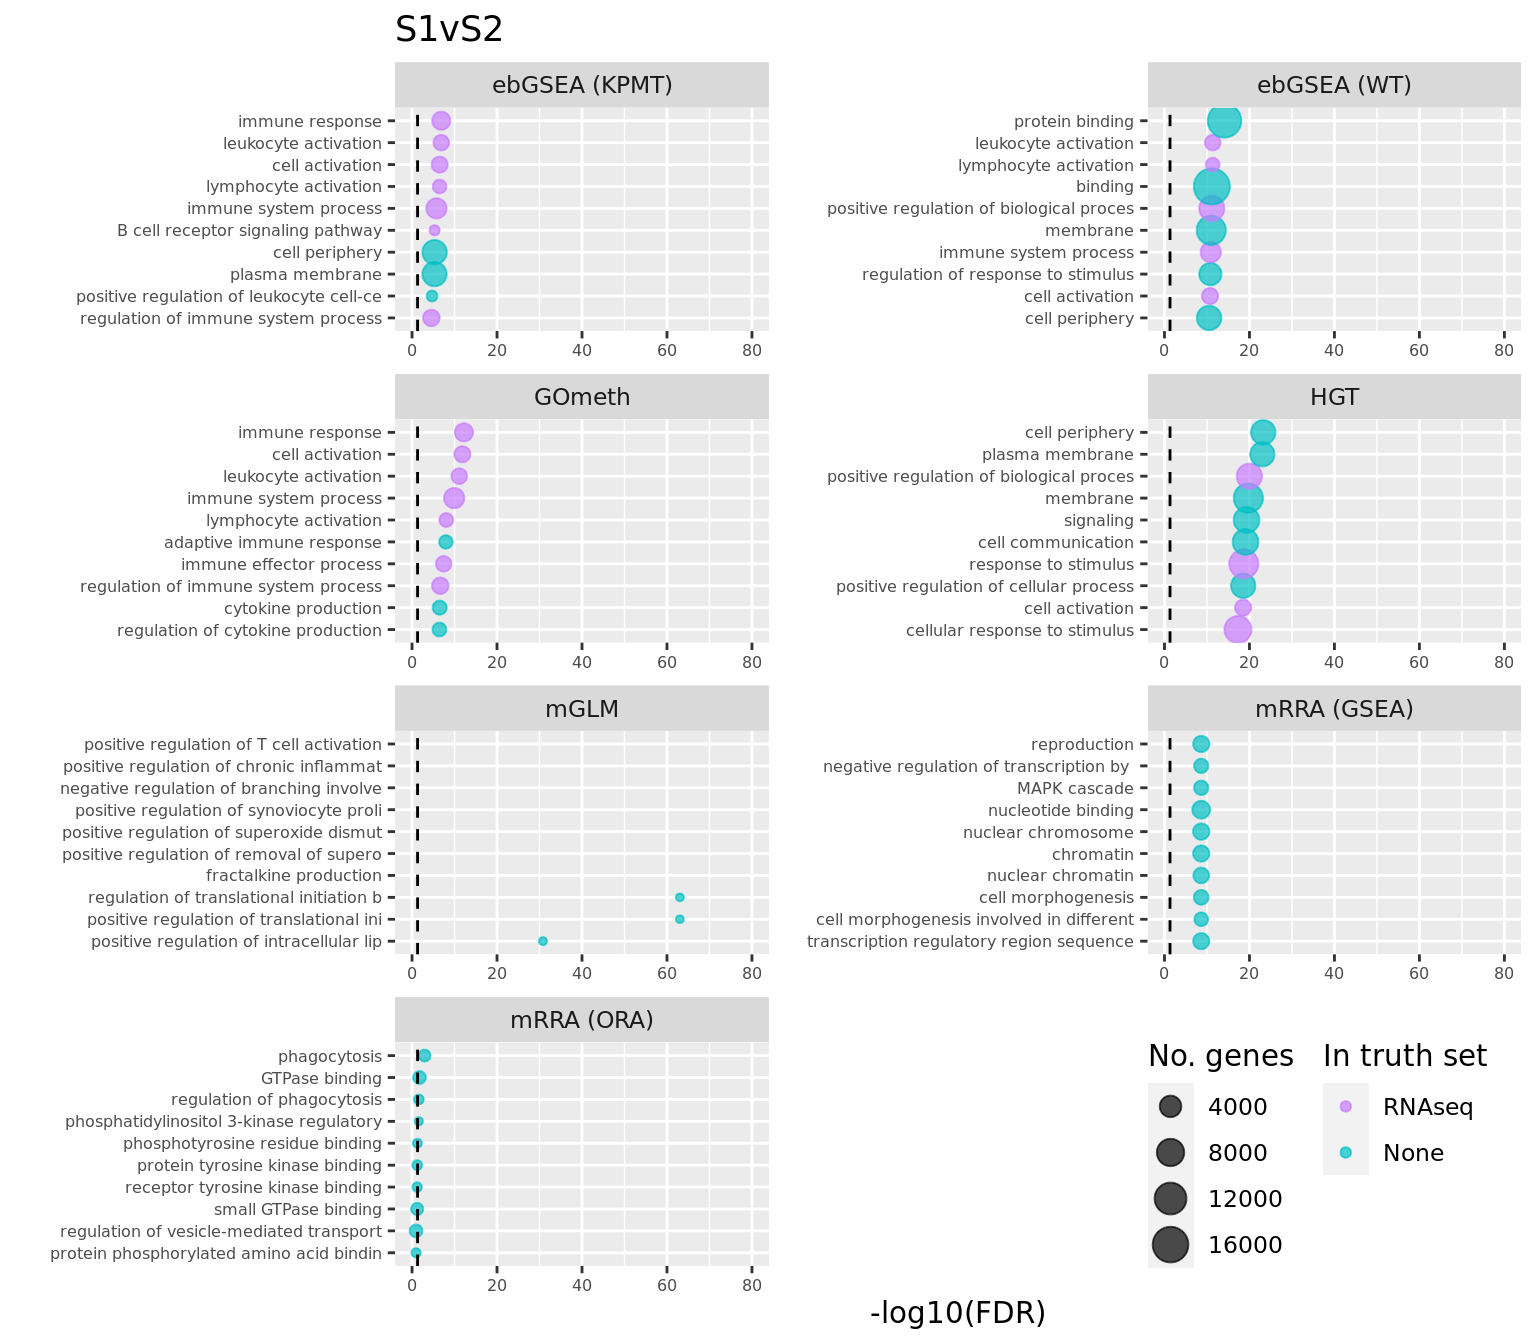 S1vS2
ebGSEA (KPMT)
immune response
leukocyte activation
cell activation
lymphocyte activation
immune system process
B cell receptor signaling pathway
cell periphery
plasma membrane
positive regulation of leukocyte cell-ce
regulation of immune system process
0 20 40 60 80
ebGSEA (WT)
protein binding
leukocyte activation
lymphocyte activation
binding
positive regulation of biological proces
membrane
immune system process
regulation of response to stimulus
cell activation
cell periphery
0 20 40 60 80
GOmeth
immune response
cell activation
leukocyte activation
immune system process
lymphocyte activation
adaptive immune response
immune effector process
regulation of immune system process
cytokine production
regulation of cytokine production
0 20 40 60 80
HGT
cell periphery
plasma membrane
positive regulation of biological proces
membrane
signaling
cell communication
response to stimulus
positive regulation of cellular process
cell activation
cellular response to stimulus
0 20 40 60 80
mGLM
positive regulation of T cell activation
positive regulation of chronic inflammat
negative regulation of branching involve
positive regulation of synoviocyte proli
positive regulation of superoxide dismut
positive regulation of removal of supero
fractalkine production
regulation of translational initiation b
positive regulation of translational ini
positive regulation of intracellular lip
0 20 40 60 80
mRRA (GSEA)
reproduction
negative regulation of transcription by
MAPK cascade
nucleotide binding
nuclear chromosome
chromatin
nuclear chromatin
cell morphogenesis
cell morphogenesis involved in different
transcription regulatory region sequence
0 20 40 60 80
mRRA (ORA)
phagocytosis
GTPase binding
regulation of phagocytosis
phosphatidylinositol 3-kinase regulatory
phosphotyrosine residue binding
protein tyrosine kinase binding
receptor tyrosine kinase binding
small GTPase binding
regulation of vesicle-mediated transport
protein phosphorylated amino acid bindin
0 20 40 60 80
No. genes
4000
8000
12000
16000
In truth set
RNAseq
None
-log10(FDR)